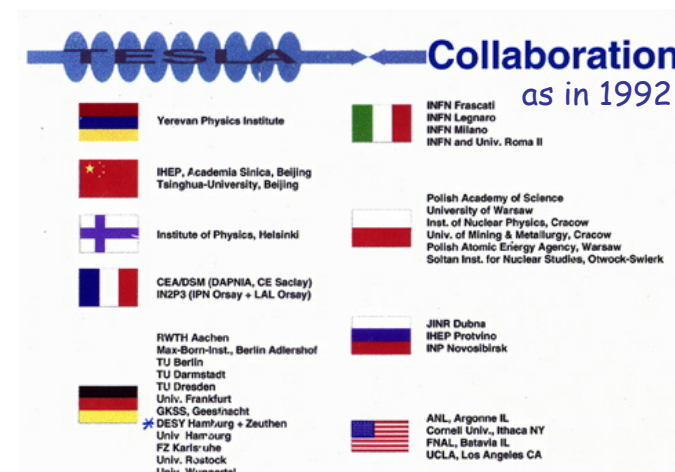 TESLA Collaboration
as in 1992
Yerevan Physics Institute
IHEP, Academia Sinica, Beijing
Tsinghua-University, Beijing
Institute of Physics, Helsinki
CEA/DSM (DAPNIA, CE Saclay)
IN2P3 (IPN Orsay + LAL Orsay)
RWTH Aachen
Max-Born-Inst., Berlin Adlershof
TU Berlin
TU Darmstadt
TU Dresden
Univ. Frankfurt
GKSS, Geesthacht
* DESY Hamburg + Zeuthen
Univ Hamburg
FZ Karlsruhe
Univ. Rostock
Univ. Wuppertal
INFN Frascati
INFN Legnaro
INFN Milano
INFN and Univ. Roma II
Polish Academy of Science
University of Warsaw
Inst. of Nuclear Physics, Cracow
Univ. of Mining & Metallurgy, Cracow
Polish Atomic Energy Agency, Warsaw
Soltan Inst. for Nuclear Studies, Otwock-Swierk
JINR Dubna
IHEP Protvino
INP Novosibirsk
ANL, Argonne IL
Cornell Univ., Ithaca NY
FNAL, Batavia IL
UCLA, Los Angeles CA